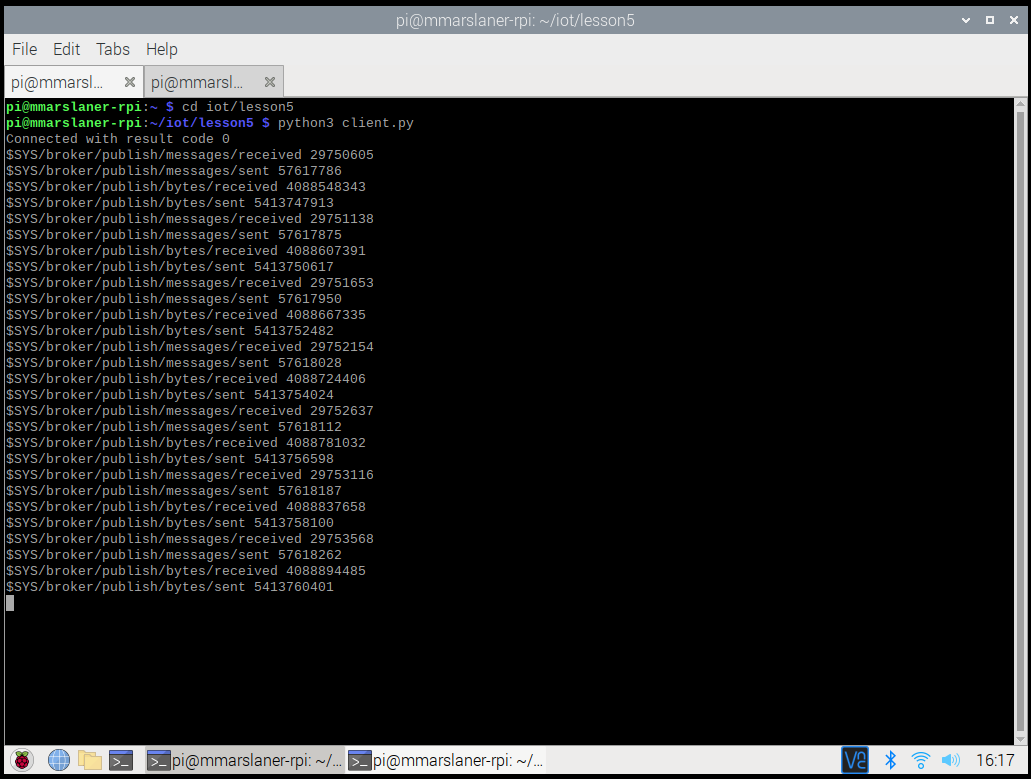 pi@mmarslaner-rpi: ~/iot/lesson5
File Edit Tabs Help
pi@mmarsl... pi@mmarsl...
pi@mmarslaner-rpi:~ $ cd iot/lesson5
pi@mmarslaner-rpi:~/iot/lesson5 $ python3 client.py
Connected with result code 0
$SYS/broker/publish/messages/received 29750605
$SYS/broker/publish/messages/sent 57617786
$SYS/broker/publish/bytes/received 4088548343
$SYS/broker/publish/bytes/sent 5413747913
$SYS/broker/publish/messages/received 29751138
$SYS/broker/publish/messages/sent 57617875
$SYS/broker/publish/bytes/received 4088607391
$SYS/broker/publish/bytes/sent 5413750617
$SYS/broker/publish/messages/received 29751653
$SYS/broker/publish/messages/sent 57617950
$SYS/broker/publish/bytes/received 4088667335
$SYS/broker/publish/bytes/sent 5413752482
$SYS/broker/publish/messages/received 29752154
$SYS/broker/publish/messages/sent 57618028
$SYS/broker/publish/bytes/received 4088724406
$SYS/broker/publish/bytes/sent 5413754024
$SYS/broker/publish/messages/received 29752637
$SYS/broker/publish/messages/sent 57618112
$SYS/broker/publish/bytes/received 4088781032
$SYS/broker/publish/bytes/sent 5413756598
$SYS/broker/publish/messages/received 29753116
$SYS/broker/publish/messages/sent 57618187
$SYS/broker/publish/bytes/received 4088837658
$SYS/broker/publish/bytes/sent 5413758100
$SYS/broker/publish/messages/received 29753568
$SYS/broker/publish/messages/sent 57618262
$SYS/broker/publish/bytes/received 4088894485
$SYS/broker/publish/bytes/sent 5413760401
pi@mmarslaner-rpi: ~/... pi@mmarslaner-rpi: ~/... 16:17